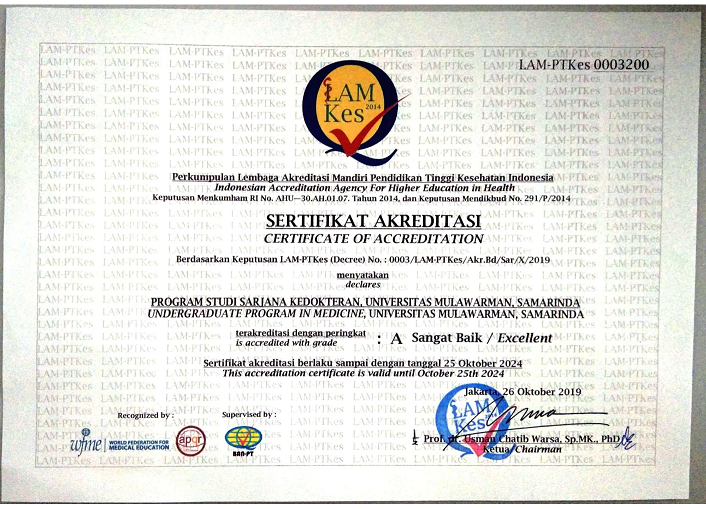 LAM-PTKes 0003200
LAM
Kes
2014
Perkumpulan Lembaga Akreditasi Mandiri Pendidikan Tinggi Kesehatan Indonesia
Indonesian Accreditation Agency For Higher Education in Health
Keputusan Menkumham RI No. AHU—30.AH.01.07. Tahun 2014, dan Keputusan Mendikbud No. 291/P/2014
SERTIFIKAT AKREDITASI
CERTIFICATE OF ACCREDITATION
Berdasarkan Keputusan LAM-PTKes (Decree) No. : 0003/LAM-PTKes/Akr.Bd/Sar/X/2019
menyatakan
declares
PROGRAM STUDI SARJANA KEDOKTERAN, UNIVERSITAS MULAWARMAN, SAMARINDA
UNDERGRADUATE PROGRAM IN MEDICINE, UNIVERSITAS MULAWARMAN, SAMARINDA
terakreditasi dengan peringkat
is accredited with grade
: A Sangat Baik / Excellent
Sertifikat akreditasi berlaku sampai dengan tanggal 25 Oktober 2024
This accreditation certificate is valid until October 25th 2024
Jakarta, 26 Oktober 2019
LAM
Kes
Prof. dr. Usman Chatib Warsa, Sp.MK., PhD
Ketua/Chairman
Recognized by :
Supervised by :
wfme
WORLD FEDERATION FOR
MEDICAL EDUCATION
apqr
BAN-PT